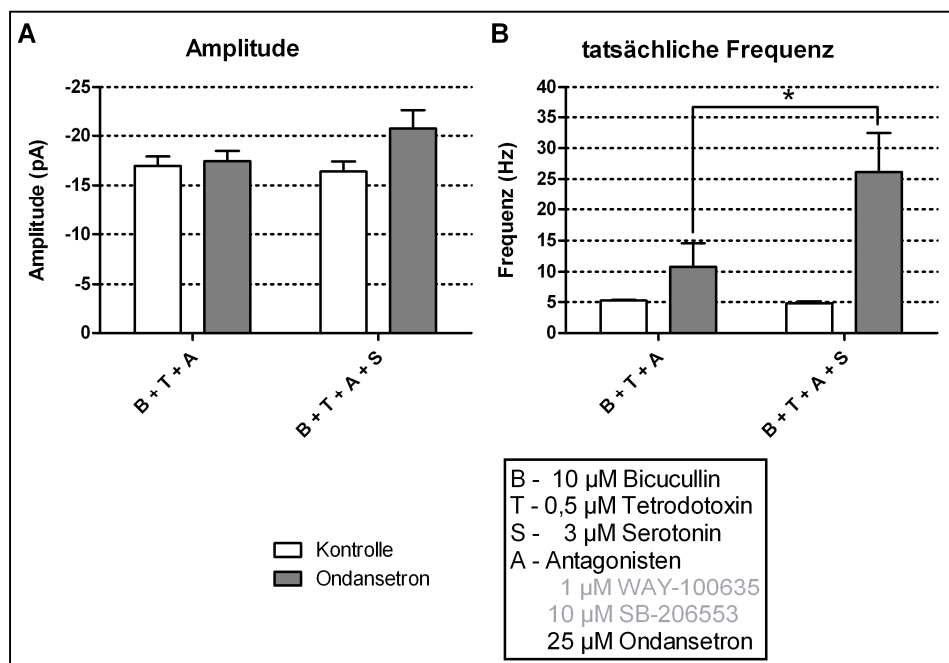 A
Amplitude
Amplitude (pA)
-25
-20
-15
-10
-5
0
B + T + A
B + T + A + S
B
tatsächliche Frequenz
Frequenz (Hz)
40
35
30
25
20
15
10
5
0
*
B + T + A
B + T + A + S
Kontrolle
Ondansetron
B - 10 µM Bicucullin
T - 0,5 µM Tetrodotoxin
S - 3 µM Serotonin
A - Antagonisten
1 µM WAY-100635
10 µM SB-206553
25 µM Ondansetron